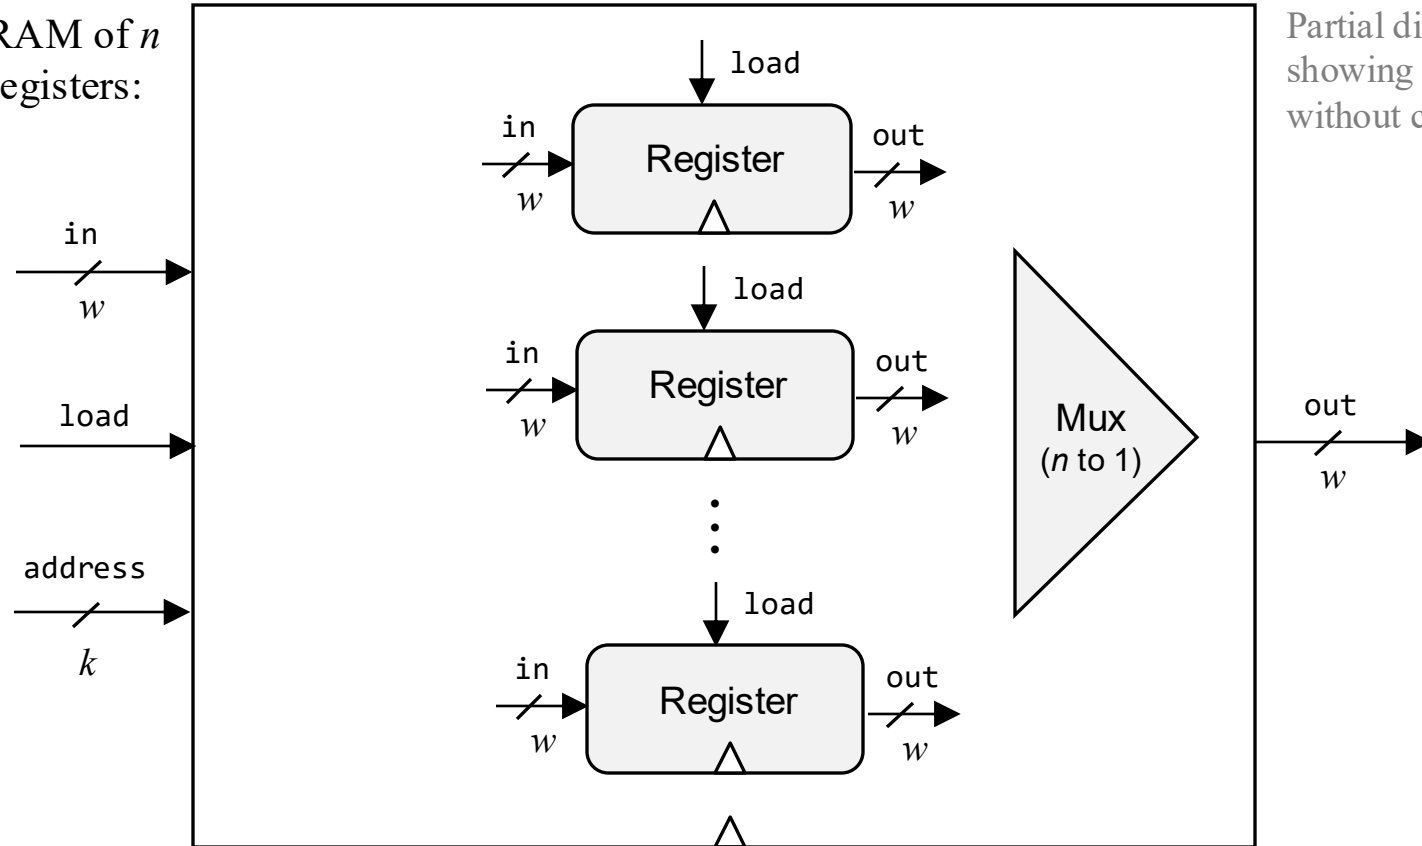 RAM of n
egisters:
Partial di
showing
without c
load
in
Register
out
w
w
in
w
load
in
Register
out
w
w
load
Mux
(n to 1)
out
w
address
k
load
in
Register
out
w
w